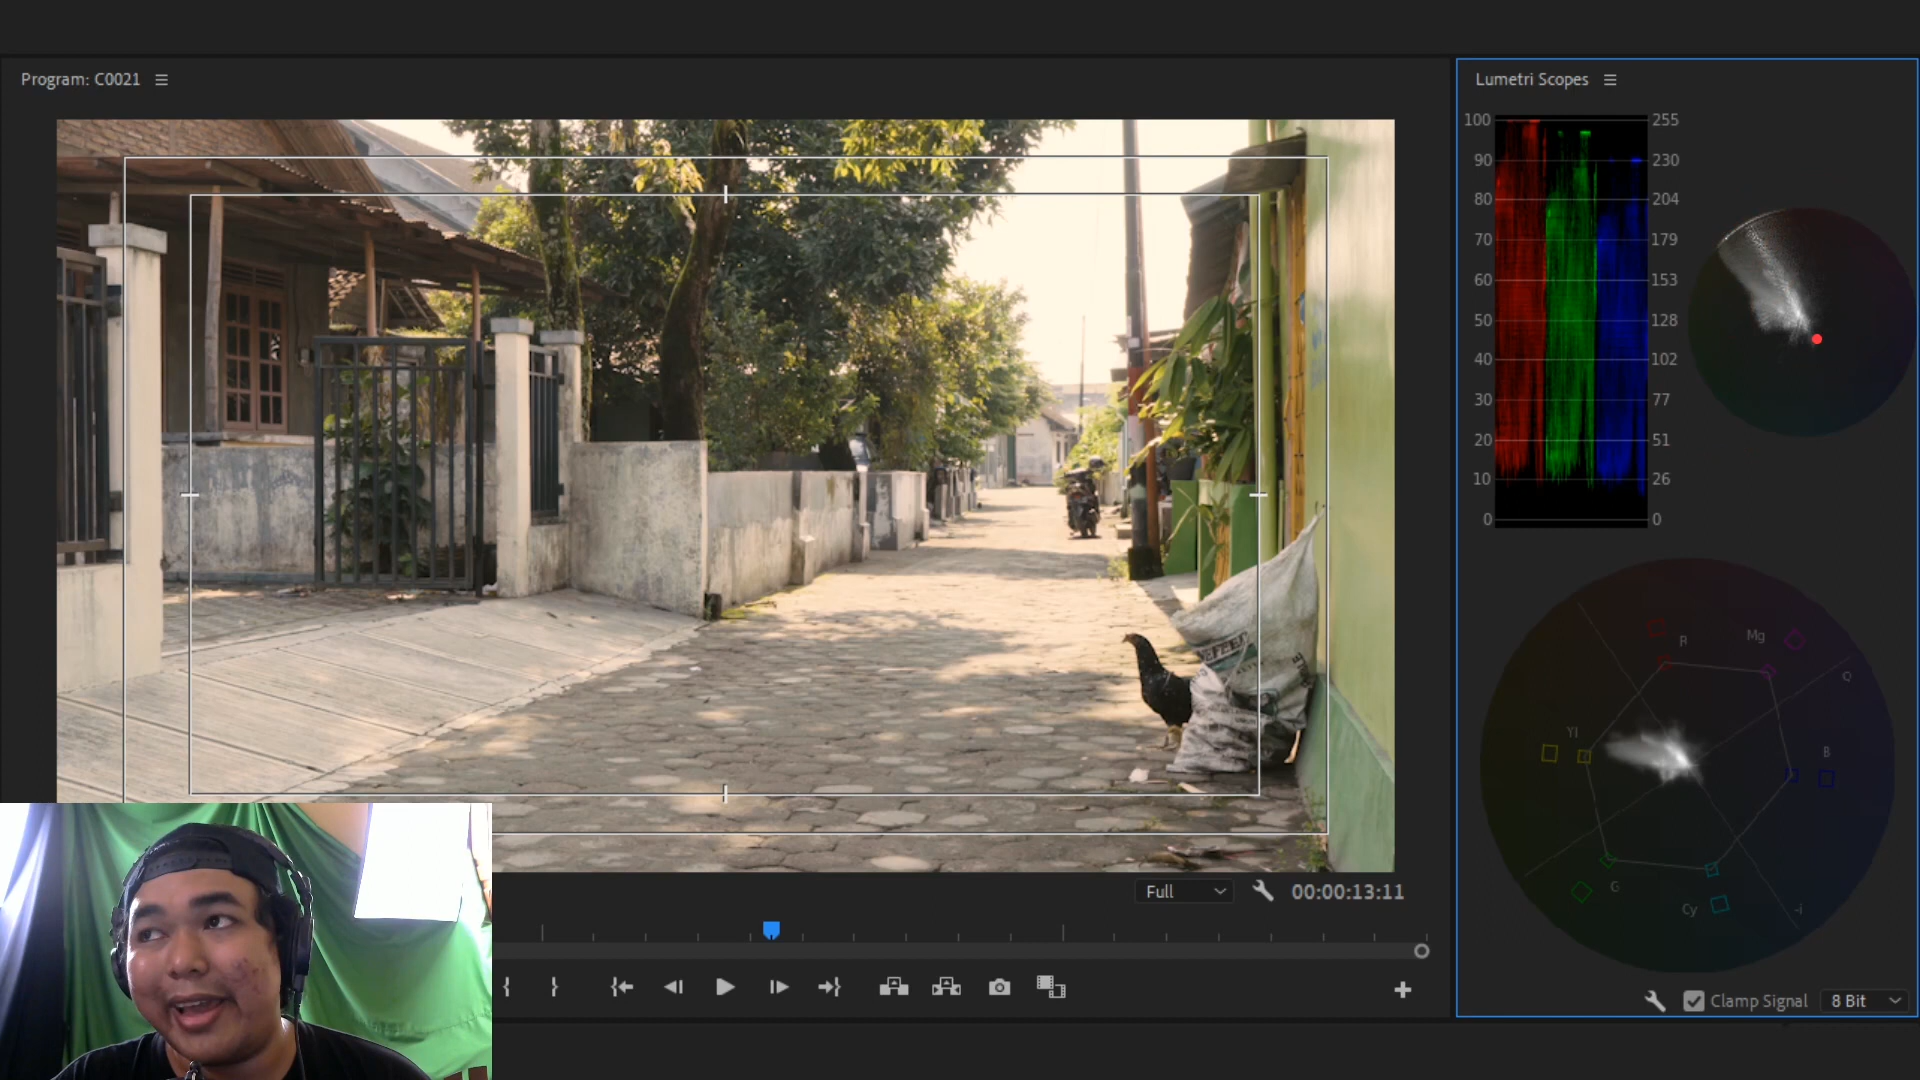 Program: C0021
Lumetri Scopes
100
90
80
70
60
50
40
30
20
10
0
255
230
204
179
153
128
102
77
51
26
0
R
Mg
Q
Yl
B
G
Cy
-i
Full
00:00:13:11
Clamp Signal
8 Bit